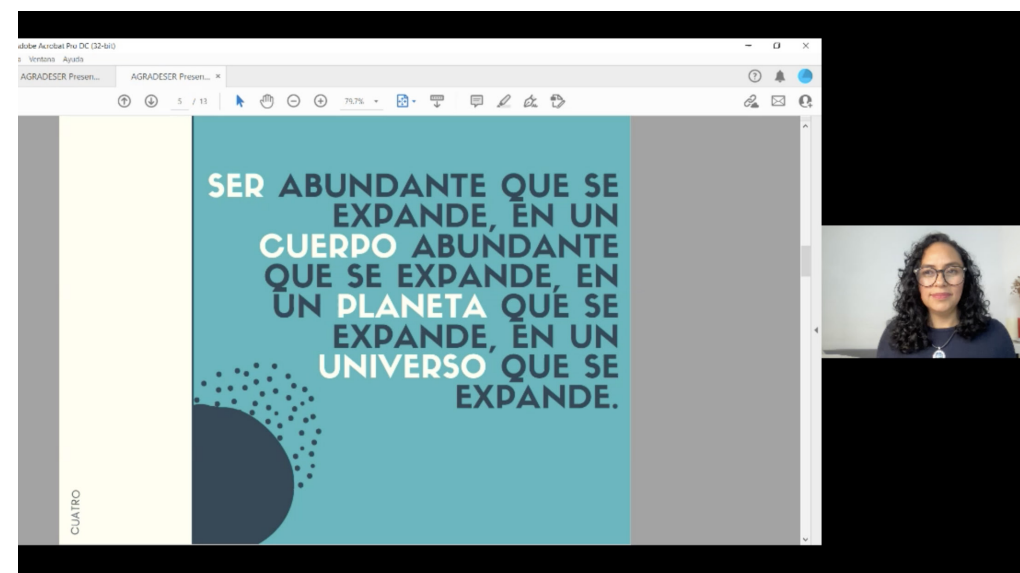 Adobe Acrobat Pro DC (32-bit)
Ventana Ayuda
AGRADESER Presen...
AGRADESER Presen... ×
5 / 13
79.7%
SER ABUNDANTE QUE SE
EXPANDE, EN UN
CUERPO ABUNDANTE
QUE SE EXPANDE, EN
UN PLANETA QUE SE
EXPANDE, EN UN
UNIVERSO QUE SE
EXPANDE.
CUATRO